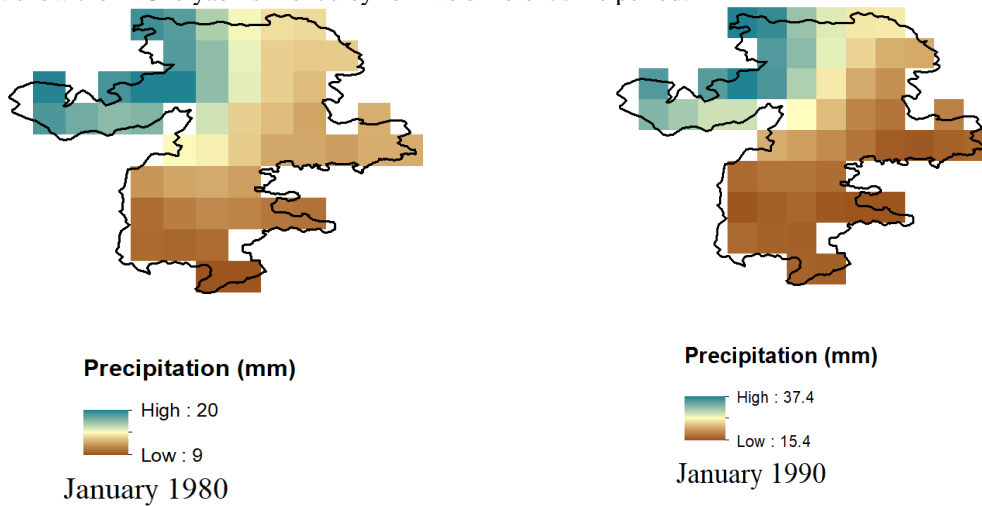 Precipitation (mm)
High : 20
Low : 9
January 1980
Precipitation (mm)
High : 37.4
Low : 15.4
January 1990